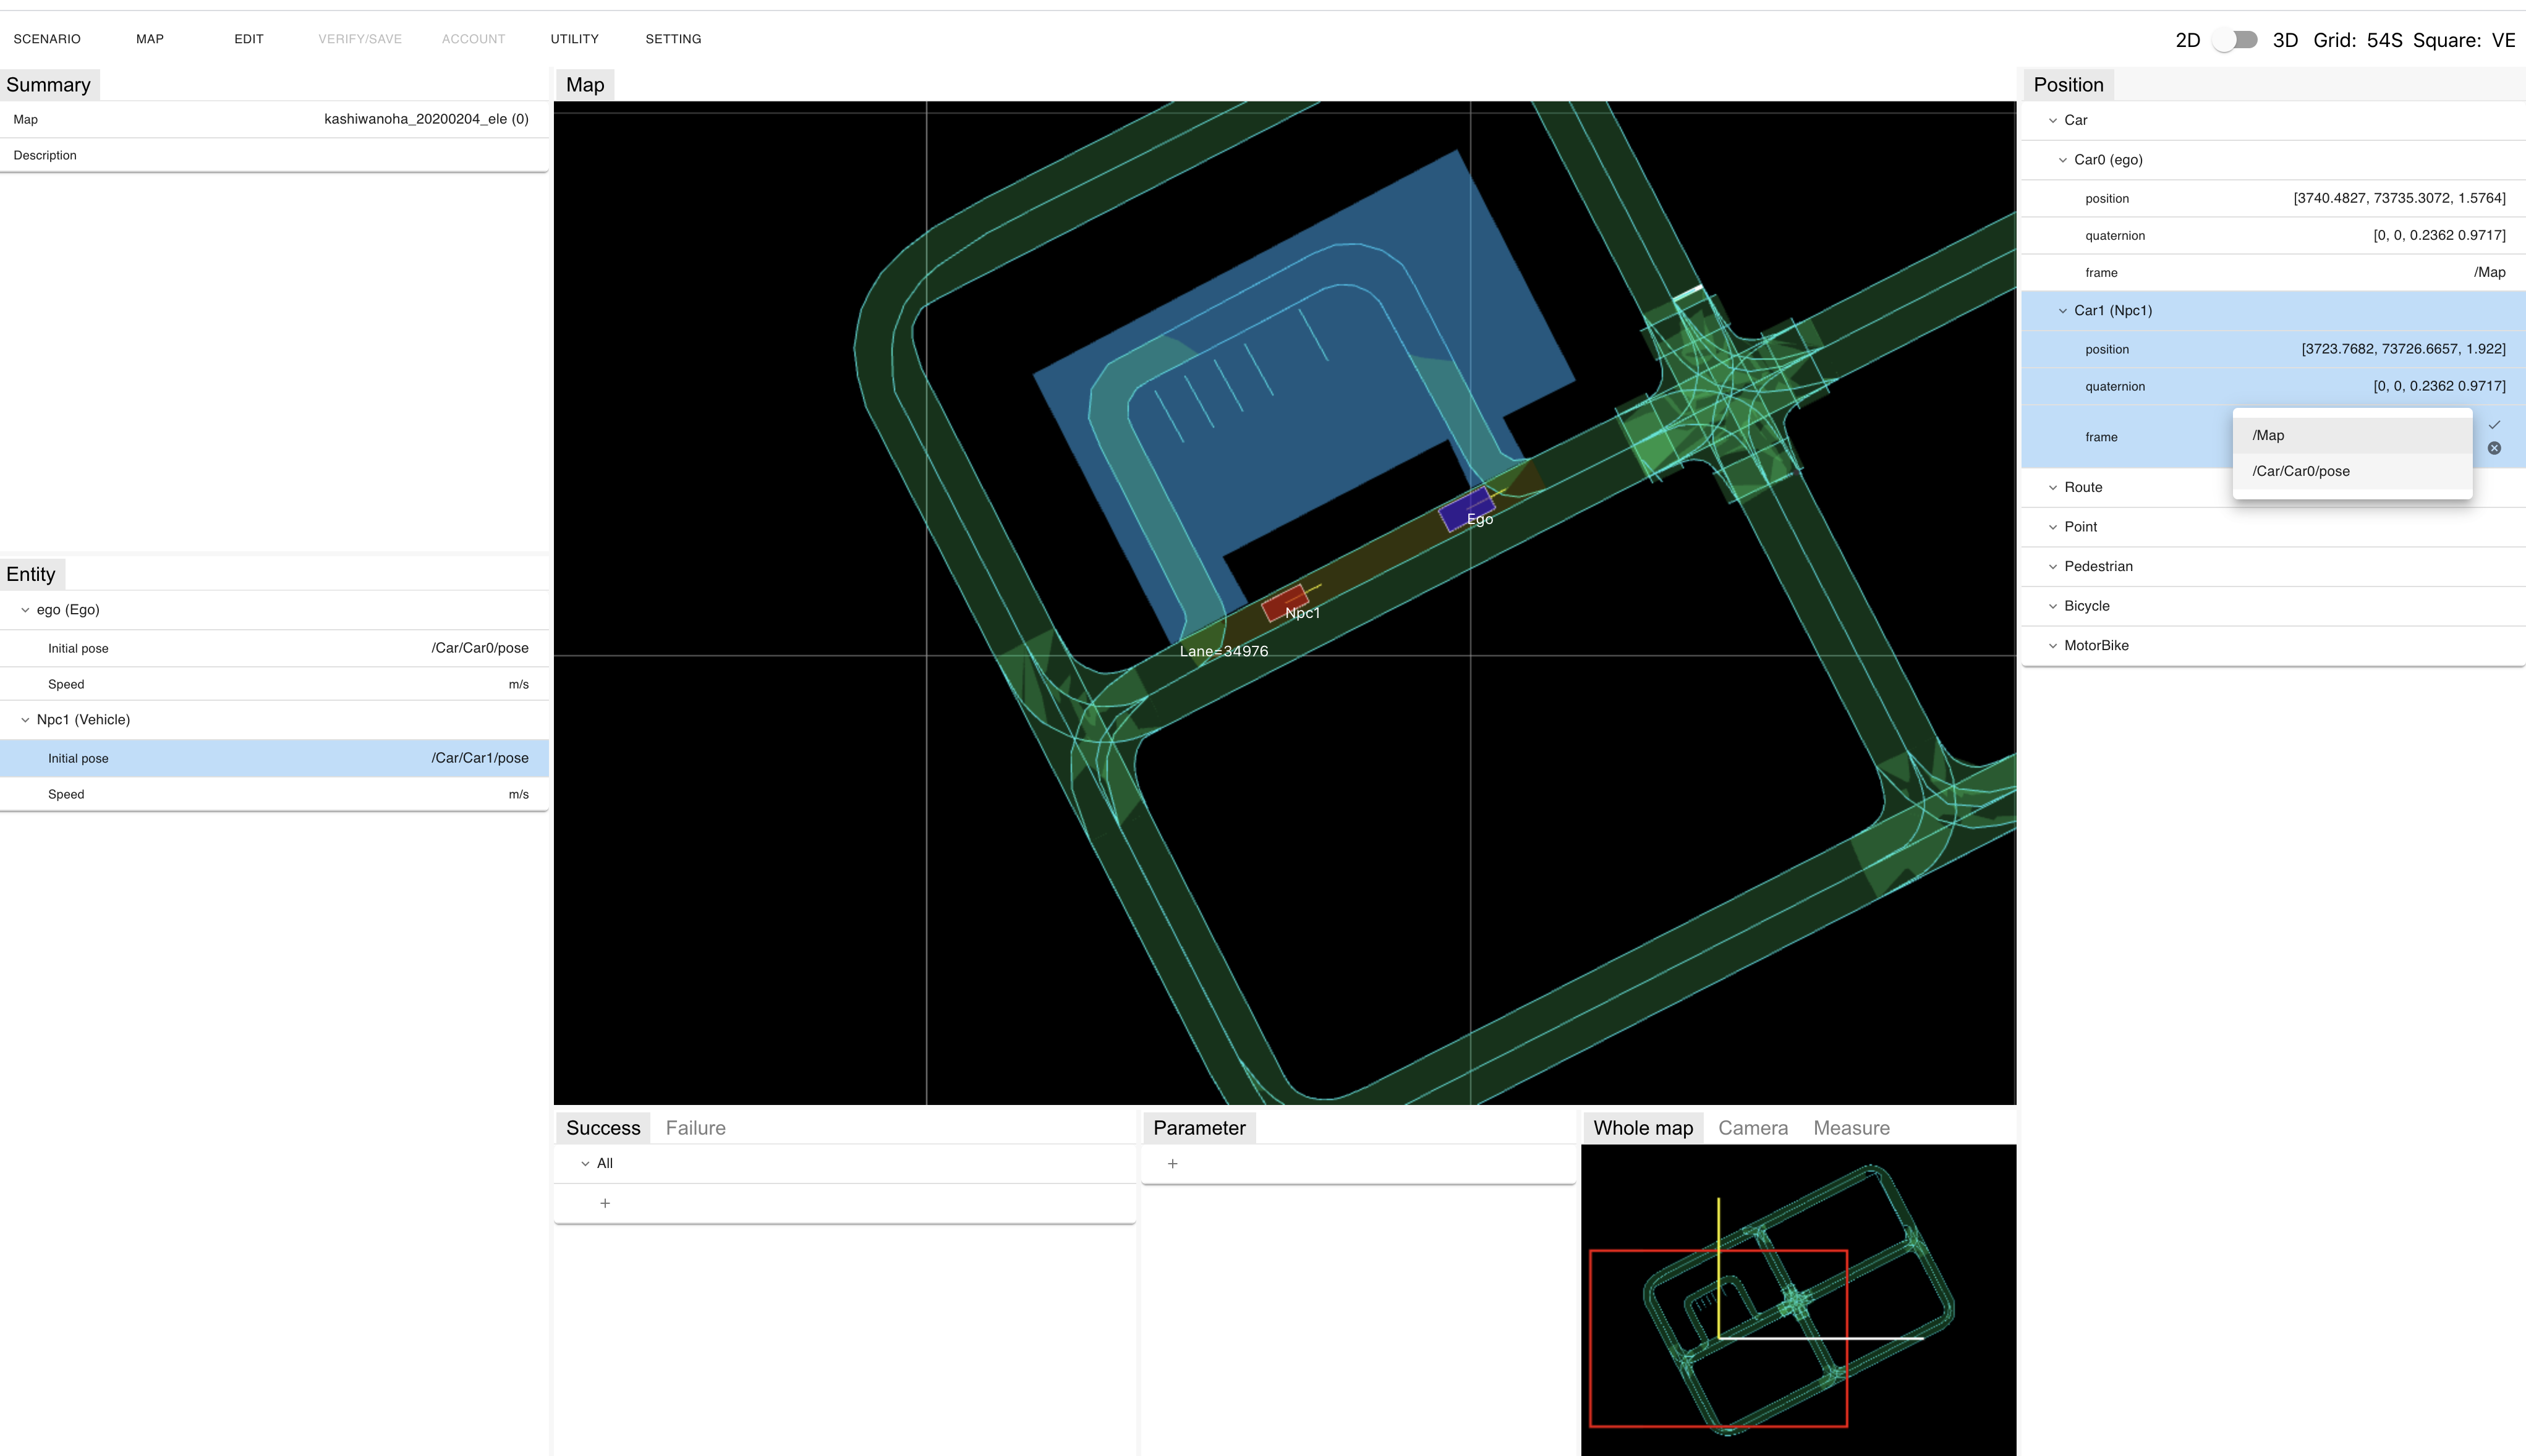 SCENARIO MAP EDIT VERIFY/SAVE ACCOUNT UTILITY SETTING 2D 3D Grid: 54S Square: VE
Summary
Map kashiwanoha_20200204_ele (0)
Description
Entity
ego (Ego)
Initial pose /Car/Car0/pose
Speed m/s
Npc1 (Vehicle)
Initial pose /Car/Car1/pose
Speed m/s
Map
Ego
Npc1
Lane=34976
Success Failure
All
+
Parameter
+
Whole map Camera Measure
Position
Car
Car0 (ego)
position [3740.4827, 73735.3072, 1.5764]
quaternion [0, 0, 0.2362 0.9717]
frame /Map
Car1 (Npc1)
position [3723.7682, 73726.6657, 1.922]
quaternion [0, 0, 0.2362 0.9717]
frame
/Map
/Car/Car0/pose
Route
Point
Pedestrian
Bicycle
MotorBike